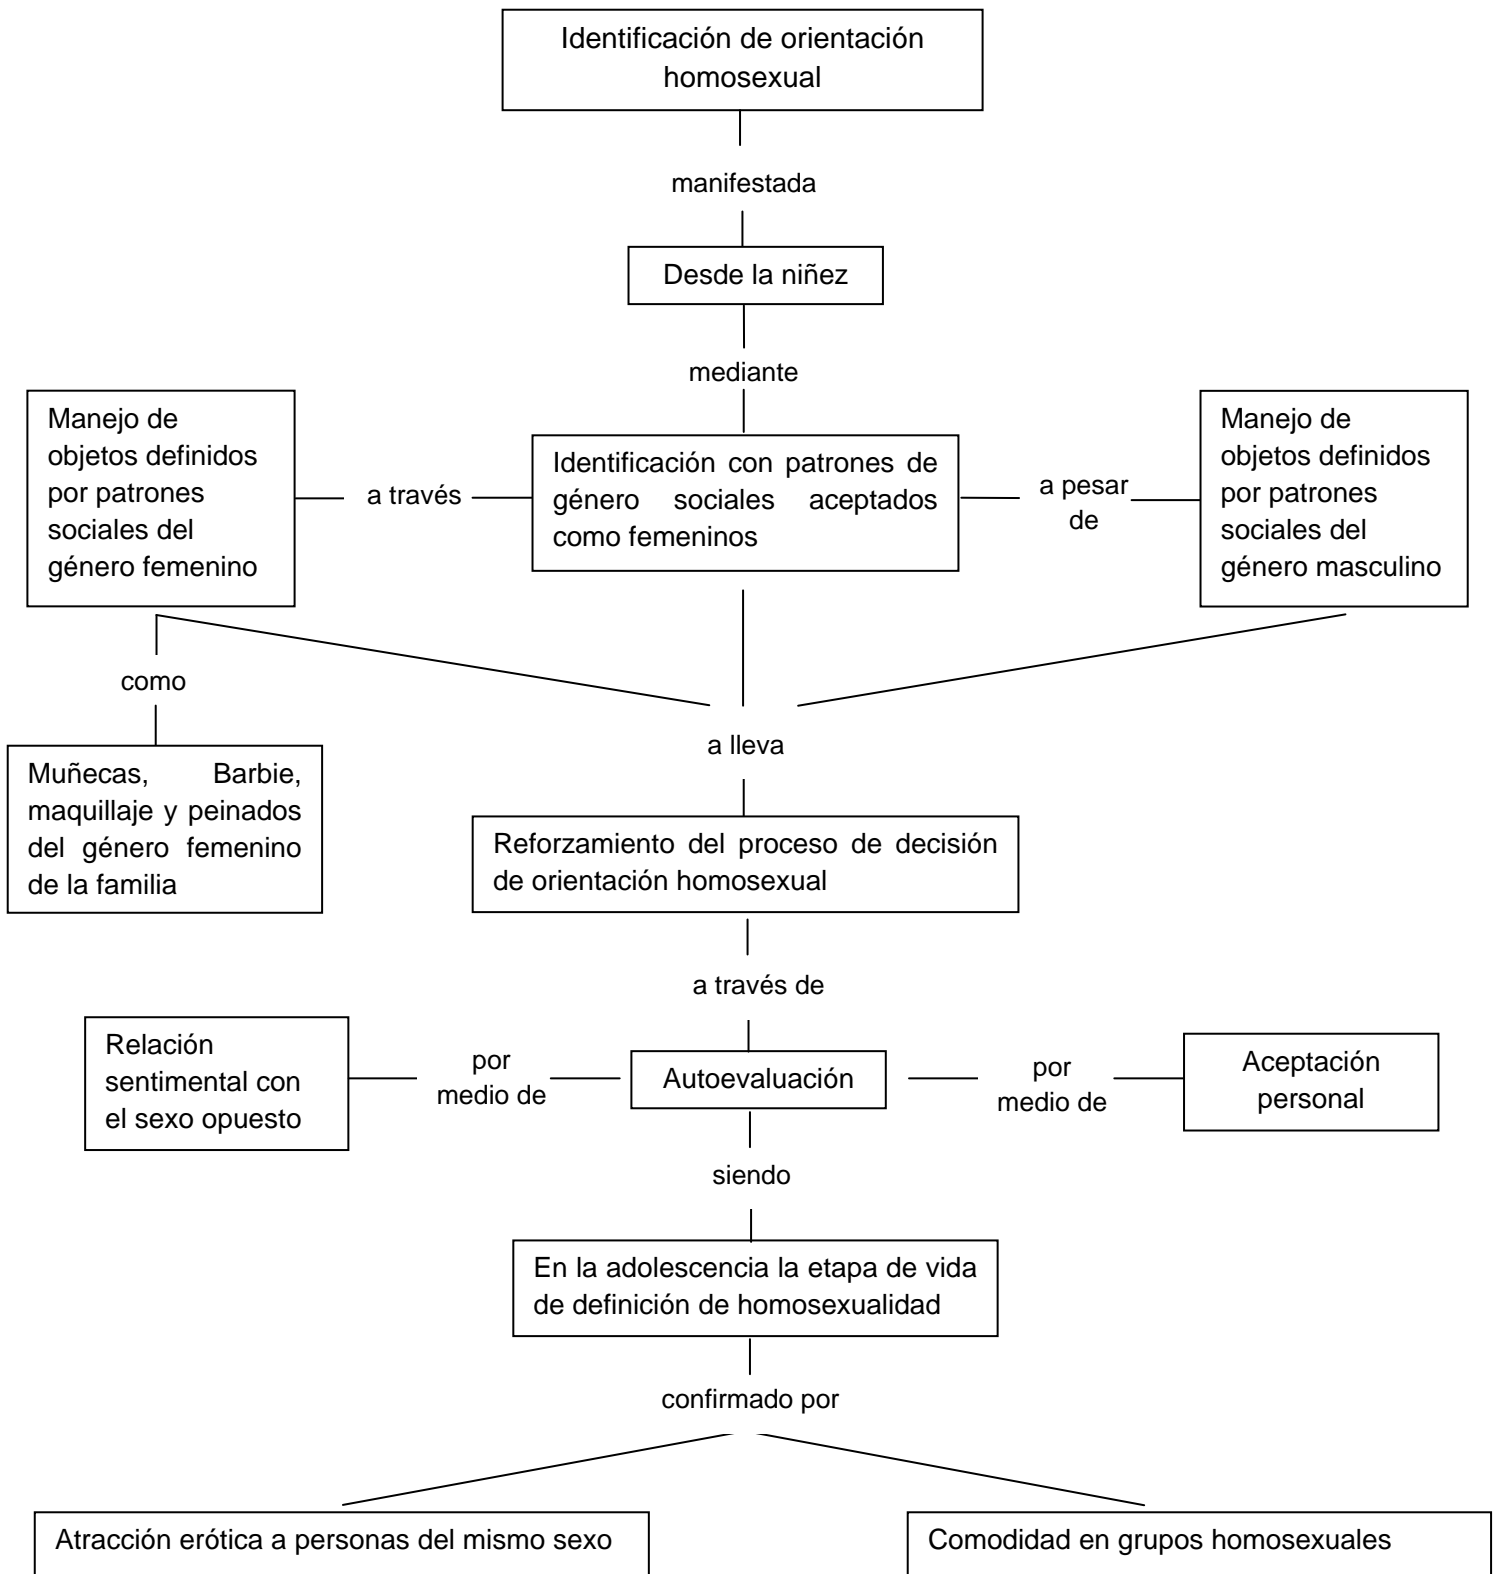 Identificación de orientación
homosexual
manifestada
Desde la niñez
mediante
Manejo de
objetos definidos
por patrones
sociales del
género femenino
a través
Identificación con patrones de
género sociales aceptados
como femeninos
a pesar
de
Manejo de
objetos definidos
por patrones
sociales del
género masculino
como
Muñecas, Barbie,
maquillaje y peinados
del género femenino
de la familia
a lleva
Reforzamiento del proceso de decisión
de orientación homosexual
a través de
Relación
sentimental con
el sexo opuesto
por
medio de
Autoevaluación
por
medio de
Aceptación
personal
siendo
En la adolescencia la etapa de vida
de definición de homosexualidad
confirmado por
Atracción erótica a personas del mismo sexo
Comodidad en grupos homosexuales